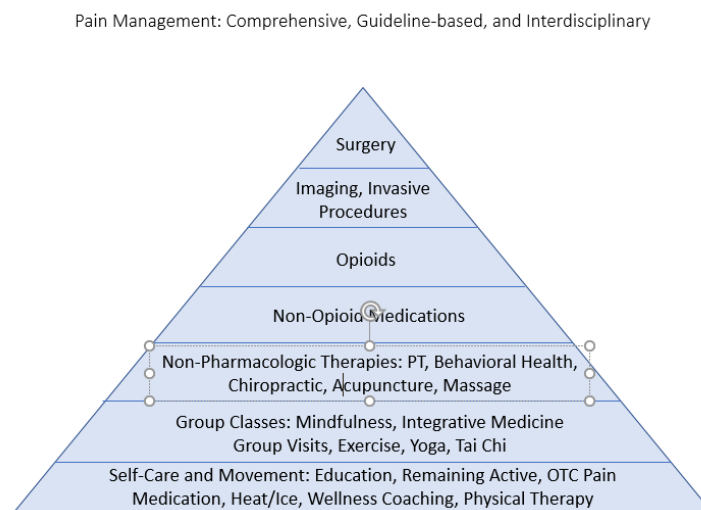 Pain Management: Comprehensive, Guideline-based, and Interdisciplinary
Surgery
Imaging, Invasive
Procedures
Opioids
Non-Opioid Medications
Non-Pharmacologic Therapies: PT, Behavioral Health,
Chiropractic, Acupuncture, Massage
Group Classes: Mindfulness, Integrative Medicine
Group Visits, Exercise, Yoga, Tai Chi
Self-Care and Movement: Education, Remaining Active, OTC Pain
Medication, Heat/Ice, Wellness Coaching, Physical Therapy